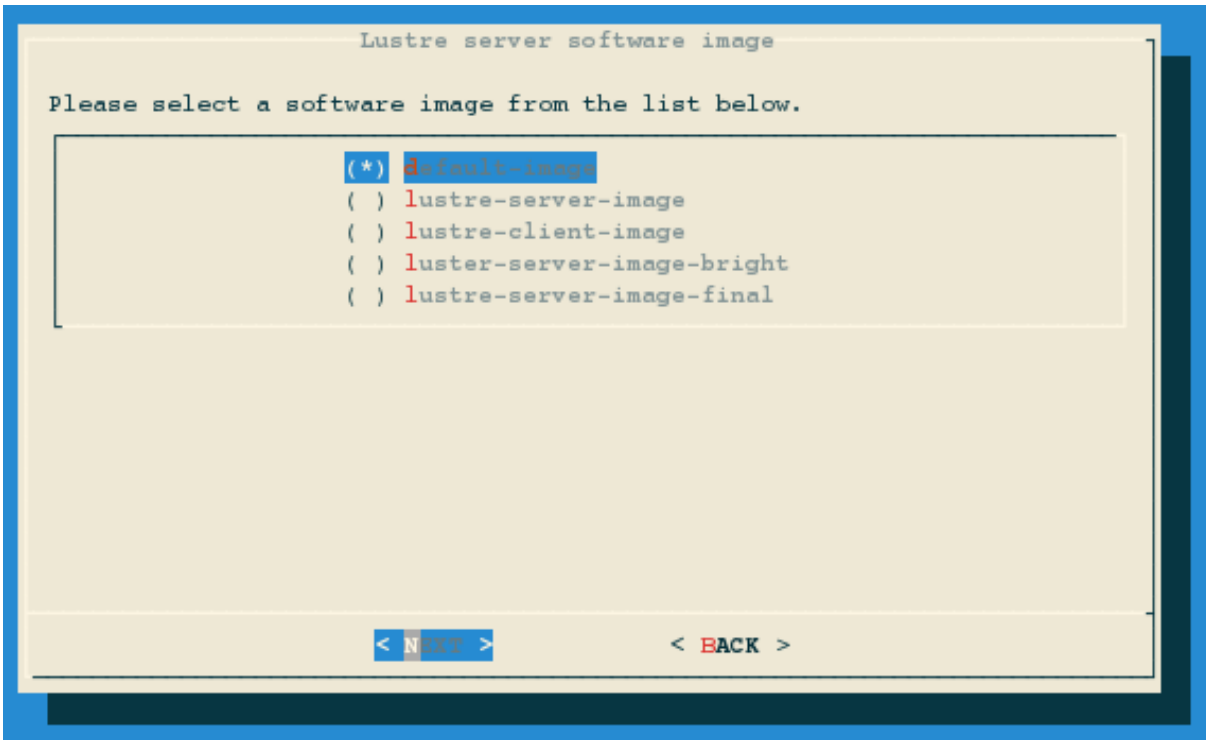 Lustre server software image
Please select a software image from the list below.
(*) default-image
( ) lustre-server-image
( ) lustre-client-image
( ) luster-server-image-bright
( ) lustre-server-image-final
< NEXT > < BACK >